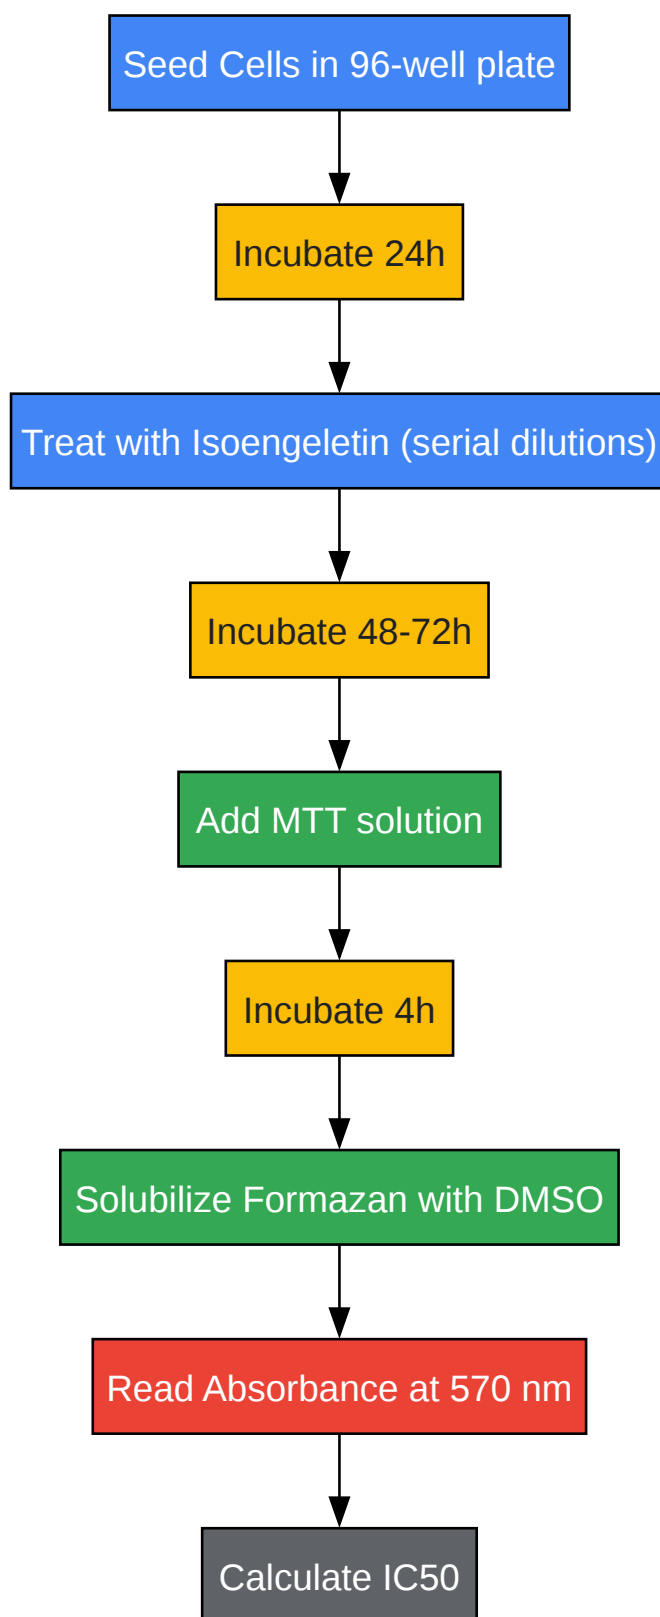 Seed Cells in 96-well plate
Incubate 24h
Treat with Isoengeletin (serial dilutions)
Incubate 48-72h
Add MTT solution
Incubate 4h
Solubilize Formazan with DMSO
Read Absorbance at 570 nm
Calculate IC50